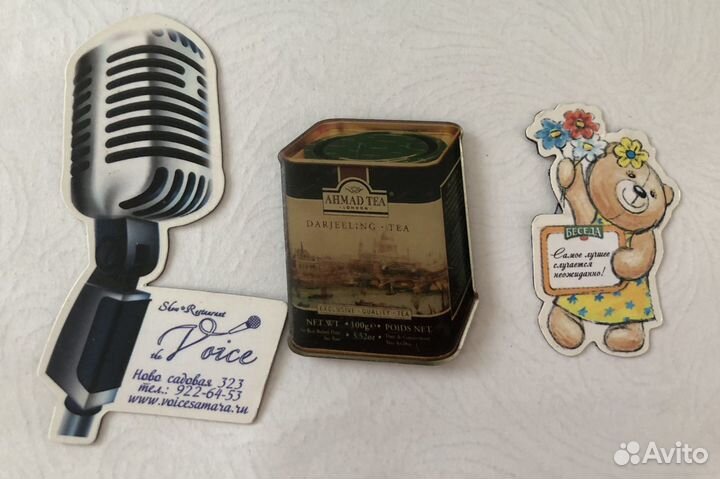 Show Restaurant
the Voice
Ново садовая 323
тел.: 922-64-53
www.voicesamara.ru
AHMAD TEA
LONDON
DARJEELING · TEA
EXCLUSIVE · QUALITY · TEA
NET WT · 100g · POIDS NET
3.52oz
БЕСЕДА
Самое лучшее
случается
неожиданно!
Avito